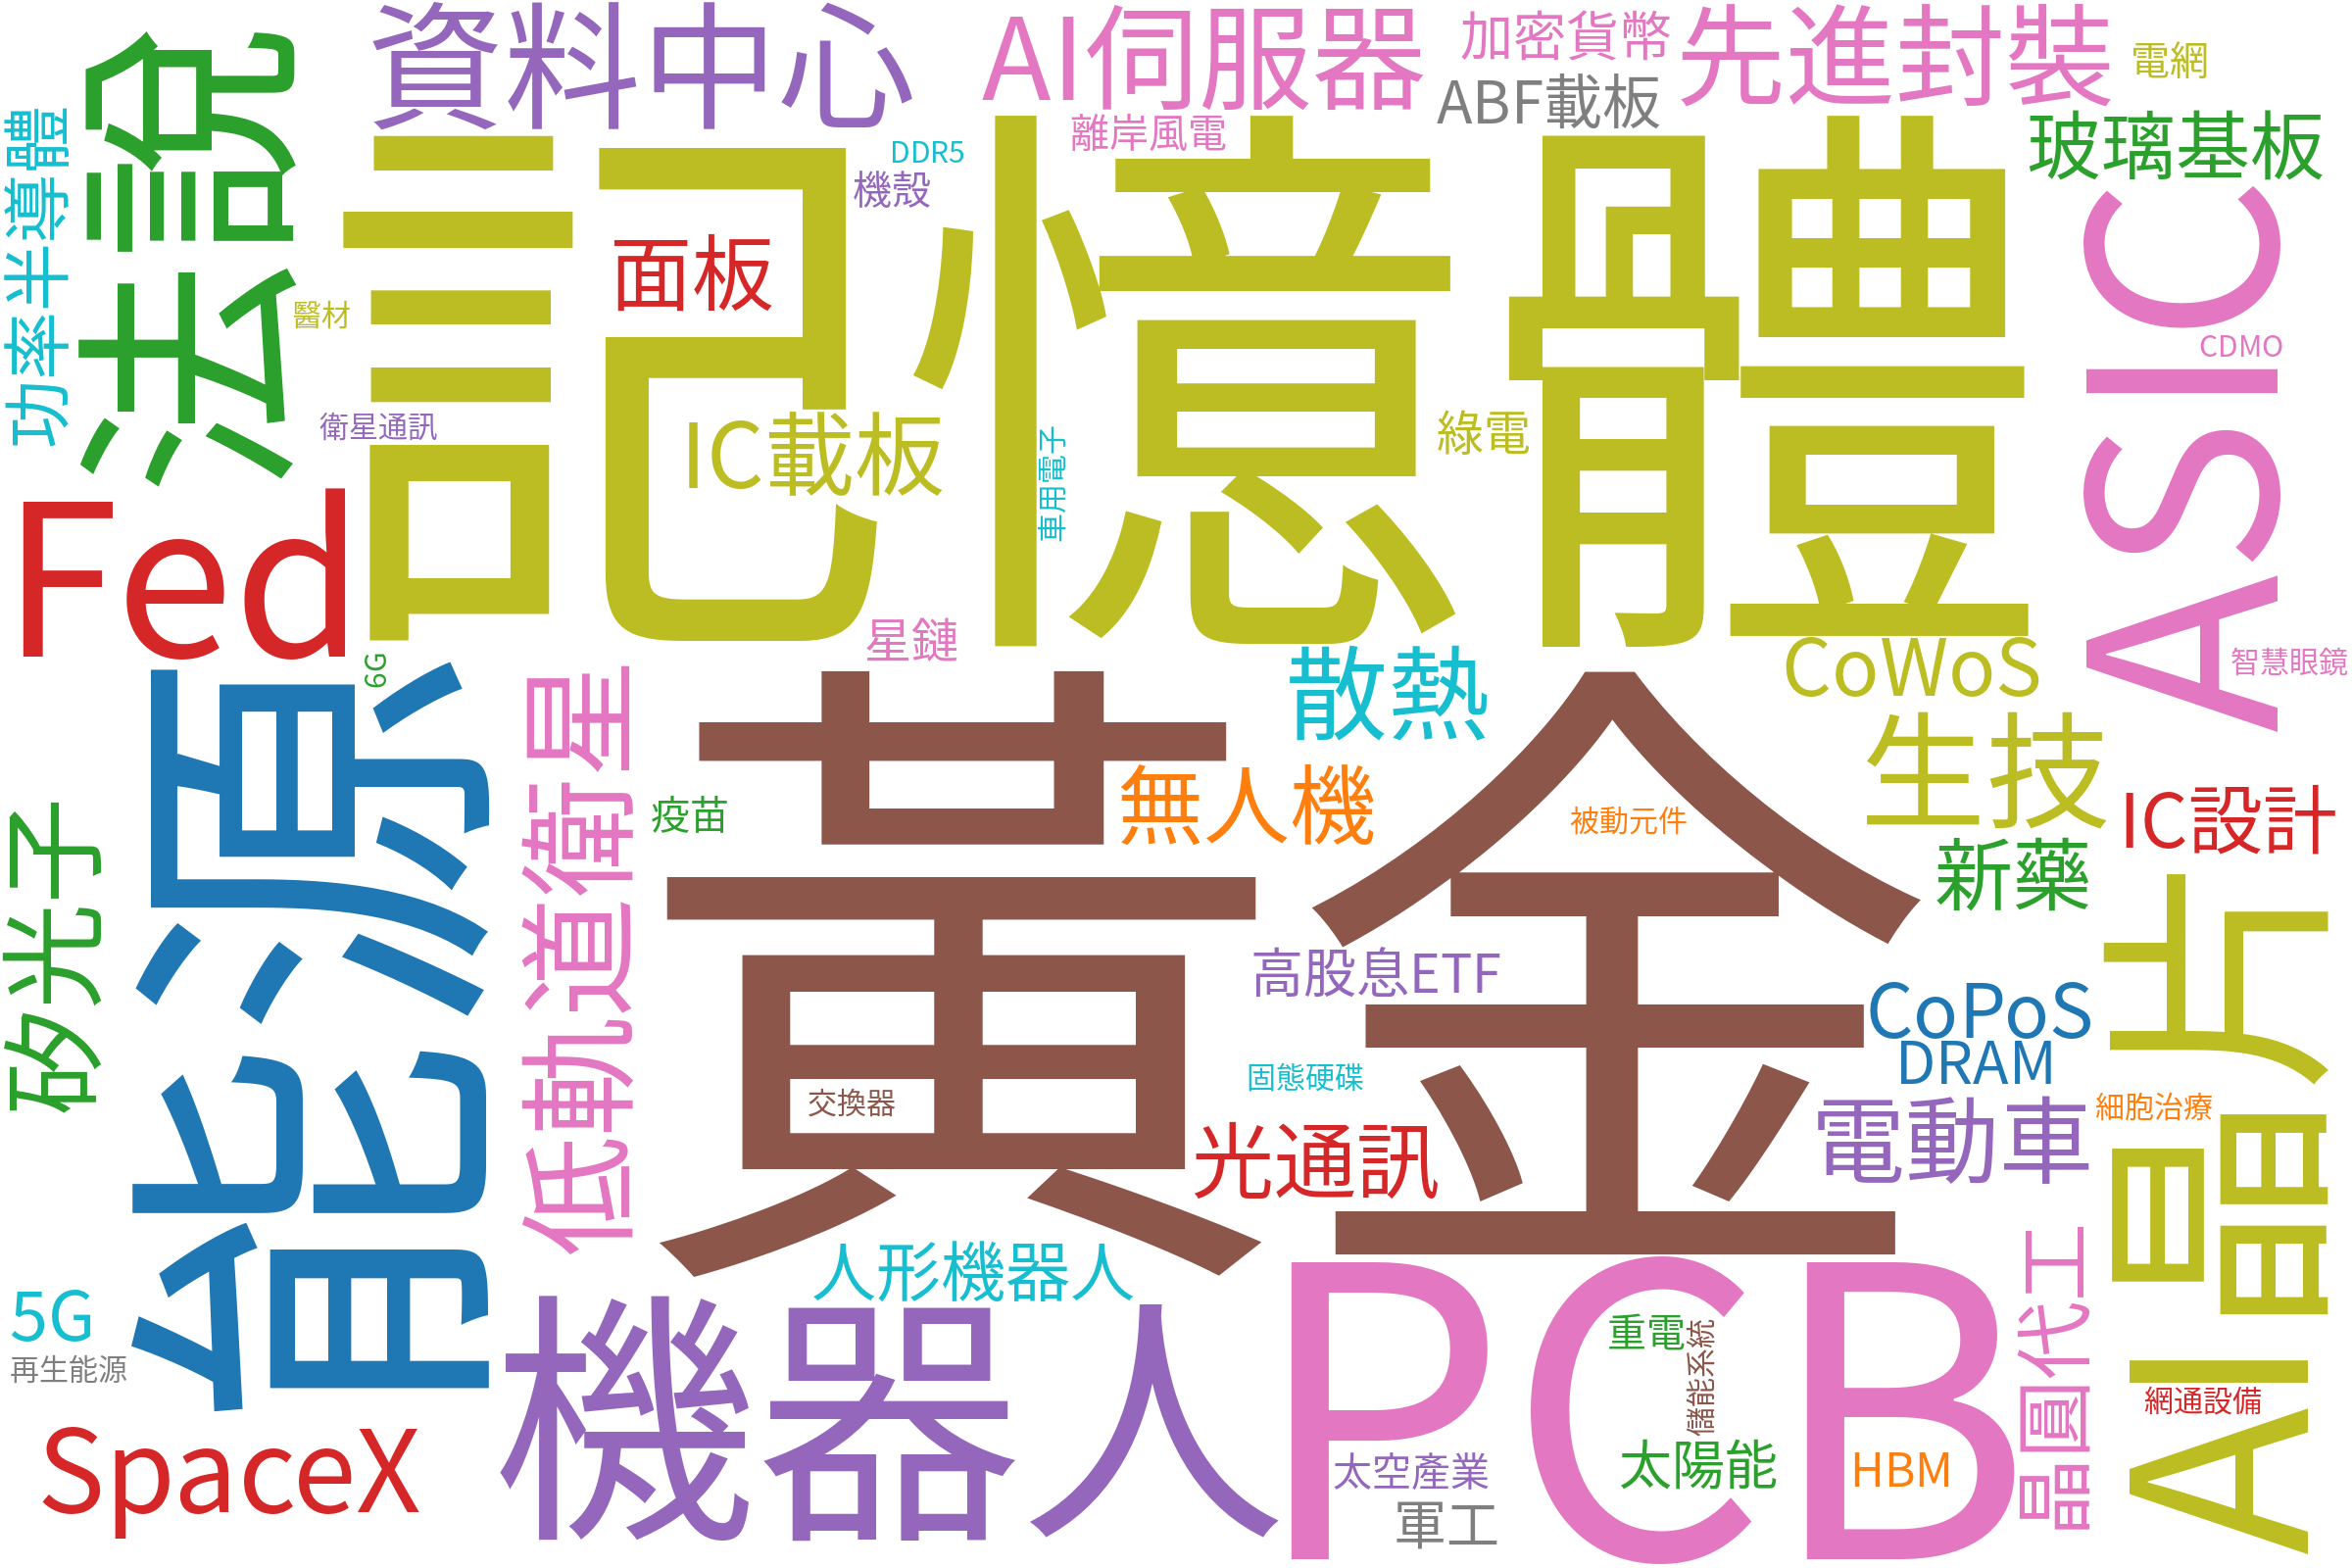 資料中心
AI伺服器
加密貨幣
先進封裝
電網
ABF載板
離岸風電
DDR5
機殼
玻璃基板
功率半導體
法說
記憶體
面板
ASIC
醫材
CDMO
衛星通訊
IC載板
綠電
車用電子
Fed
星鏈
散熱
CoWoS
智慧眼鏡
6G
能源
低軌道衛星
黃金
生技
無人機
疫苗
被動元件
IC設計
新藥
矽光子
AI晶片
高股息ETF
CoPoS
DRAM
固態硬碟
交換器
細胞治療
電動車
光通訊
人形機器人
晶圓代工
5G
再生能源
機器人
PCB
重電
儲能系統
網通設備
SpaceX
太陽能
HBM
太空產業
軍工